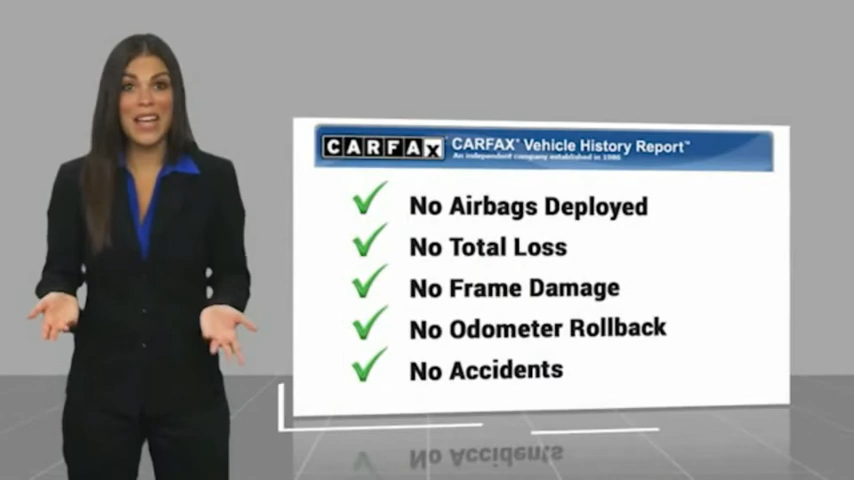 CARFAX
CARFAX® Vehicle History Report™
An independent company established in 1986
No Airbags Deployed
No Total Loss
No Frame Damage
No Odometer Rollback
No Accidents
No Accidents